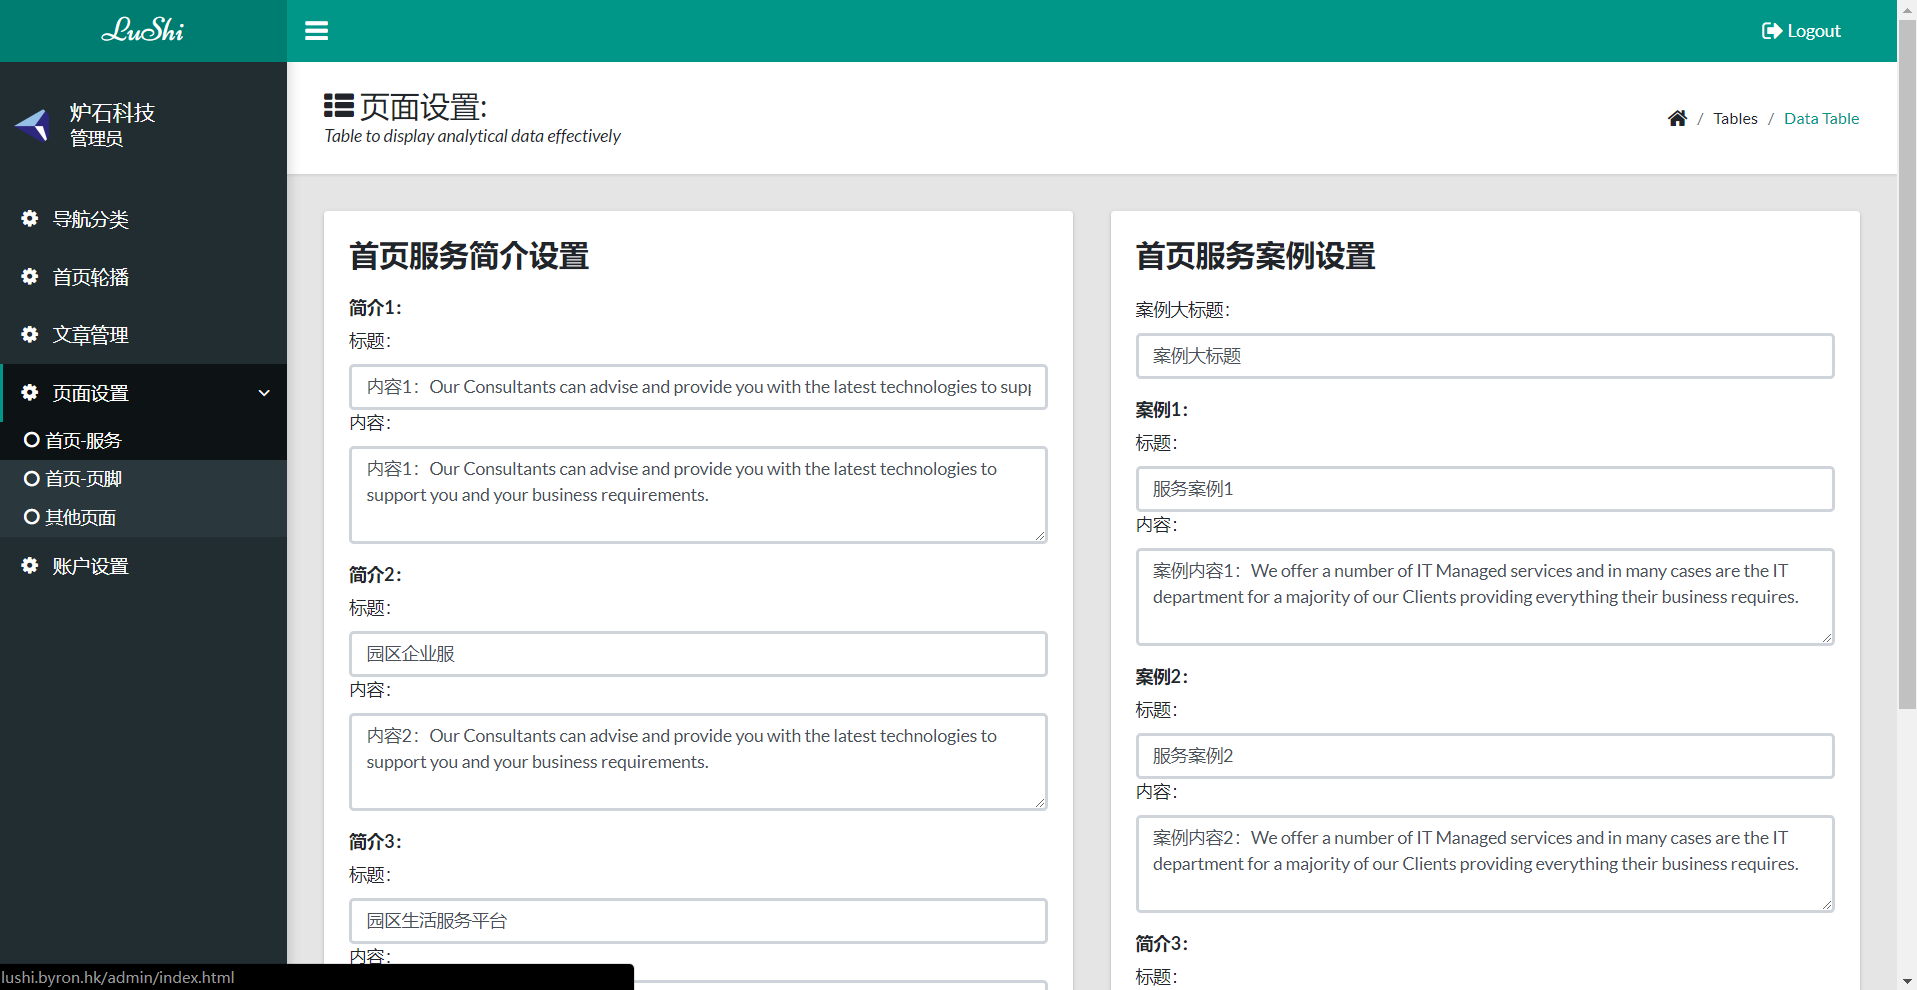 LuShi
Logout
炉石科技
管理员
导航分类
首页轮播
文章管理
页面设置
首页-服务
首页-页脚
其他页面
账户设置
页面设置:
Table to display analytical data effectively
/ Tables / Data Table
首页服务简介设置
简介1：
标题：
内容1：Our Consultants can advise and provide you with the latest technologies to supp
内容：
内容1：Our Consultants can advise and provide you with the latest technologies to
support you and your business requirements.
简介2：
标题：
园区企业服
内容：
内容2：Our Consultants can advise and provide you with the latest technologies to
support you and your business requirements.
简介3：
标题：
园区生活服务平台
内容：
首页服务案例设置
案例大标题：
案例大标题
案例1：
标题：
服务案例1
内容：
案例内容1：We offer a number of IT Managed services and in many cases are the IT
department for a majority of our Clients providing everything their business requires.
案例2：
标题：
服务案例2
内容：
案例内容2：We offer a number of IT Managed services and in many cases are the IT
department for a majority of our Clients providing everything their business requires.
简介3：
标题：
lushi.byron.hk/admin/index.html